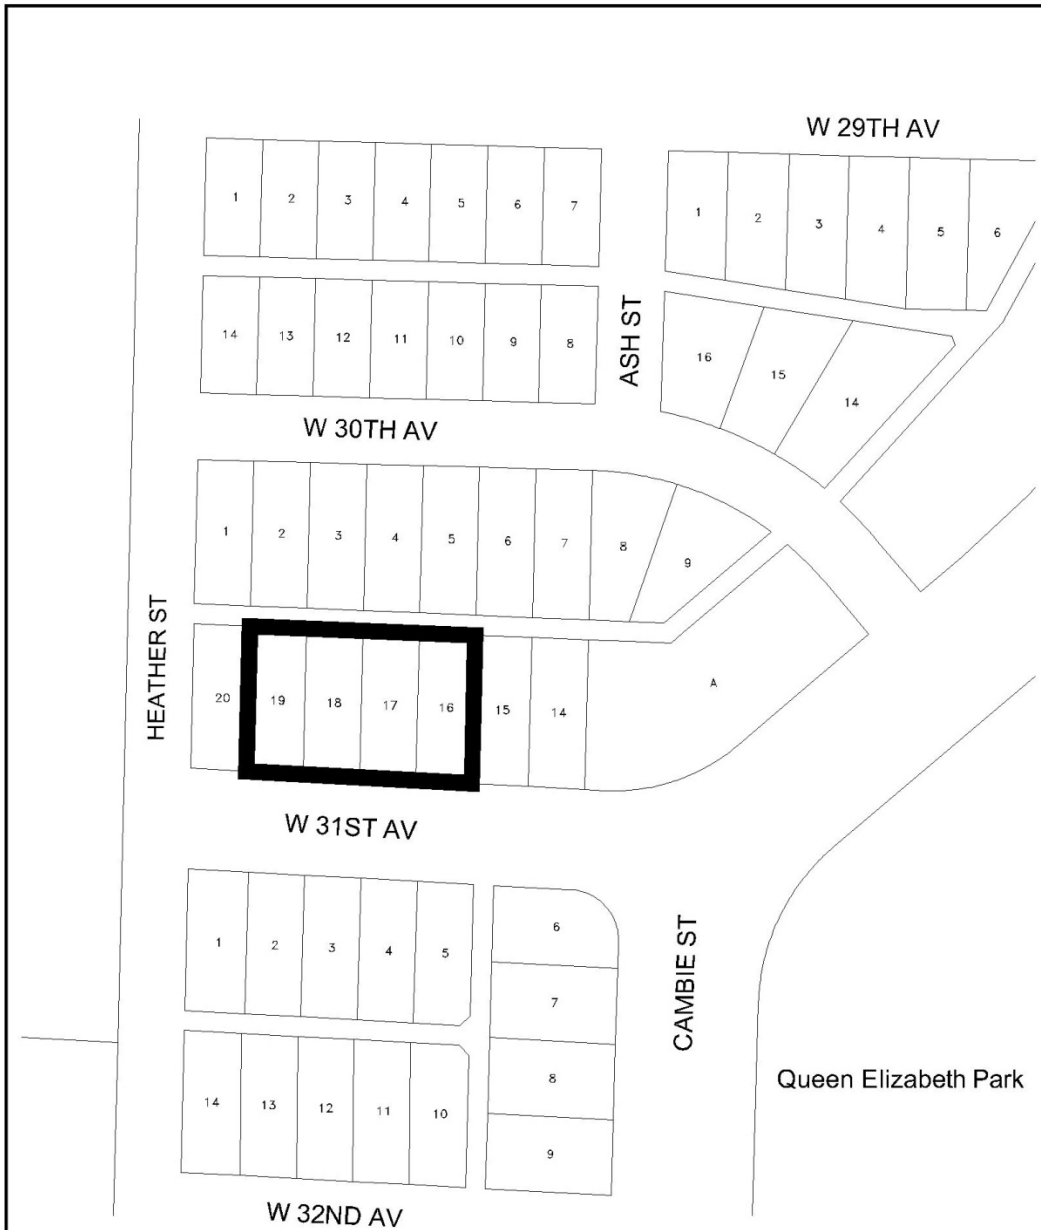 W 29TH AV
1 2 3 4 5 6 7
1 2 3 4 5 6
14 13 12 11 10 9 8
ASH ST
16 15 14
W 30TH AV
1 2 3 4 5 6 7 8 9
HEATHER ST
20 19 18 17 16 15 14 A
W 31ST AV
1 2 3 4 5
6
7
8
9
CAMBIE ST
Queen Elizabeth Park
14 13 12 11 10
W 32ND AV